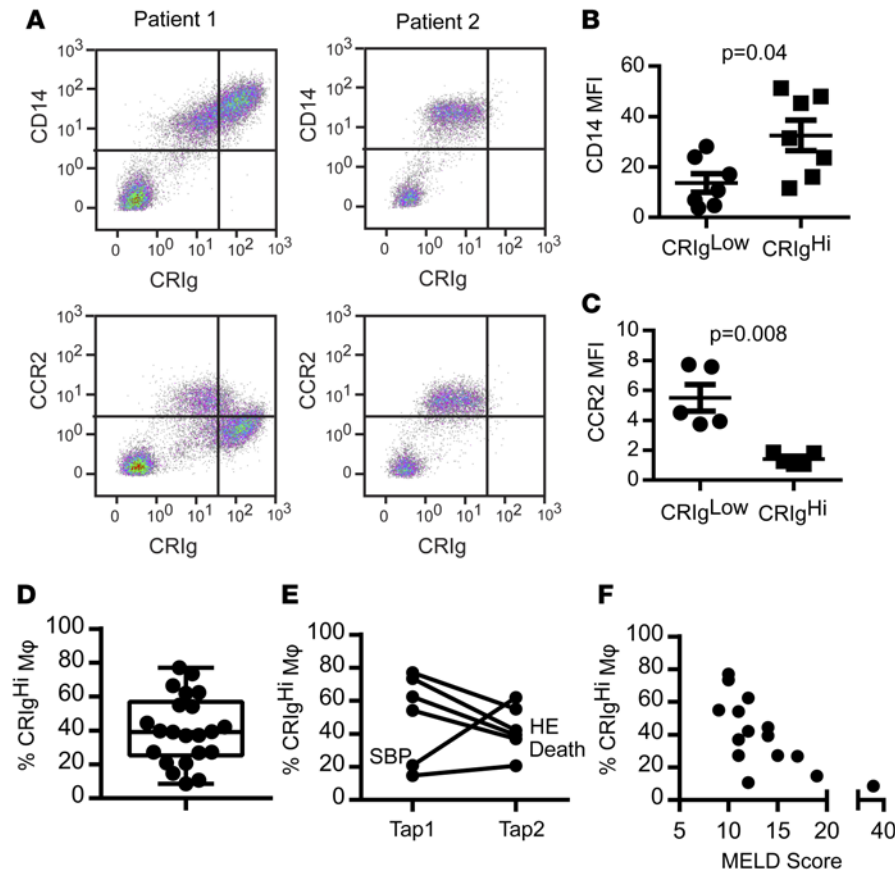 A
Patient 1
Patient 2
10³
10²
10¹
10⁰
0
CD14
0 10⁰ 10¹ 10² 10³
CRIg
10³
10²
10¹
10⁰
0
CD14
0 10⁰ 10¹ 10² 10³
CRIg
10³
10²
10¹
10⁰
0
CCR2
0 10⁰ 10¹ 10² 10³
CRIg
10³
10²
10¹
10⁰
0
CCR2
0 10⁰ 10¹ 10² 10³
CRIg
B
p=0.04
60
40
20
0
CD14 MFI
CRIgLow CRIgHi
C
p=0.008
10
8
6
4
2
0
CCR2 MFI
CRIgLow CRIgHi
D
100
80
60
40
20
0
% CRIgHi Mφ
E
100
80
60
40
20
0
% CRIgHi Mφ
SBP
HE
Death
Tap1 Tap2
F
100
80
60
40
20
0
% CRIgHi Mφ
5 10 15 20 40
MELD Score